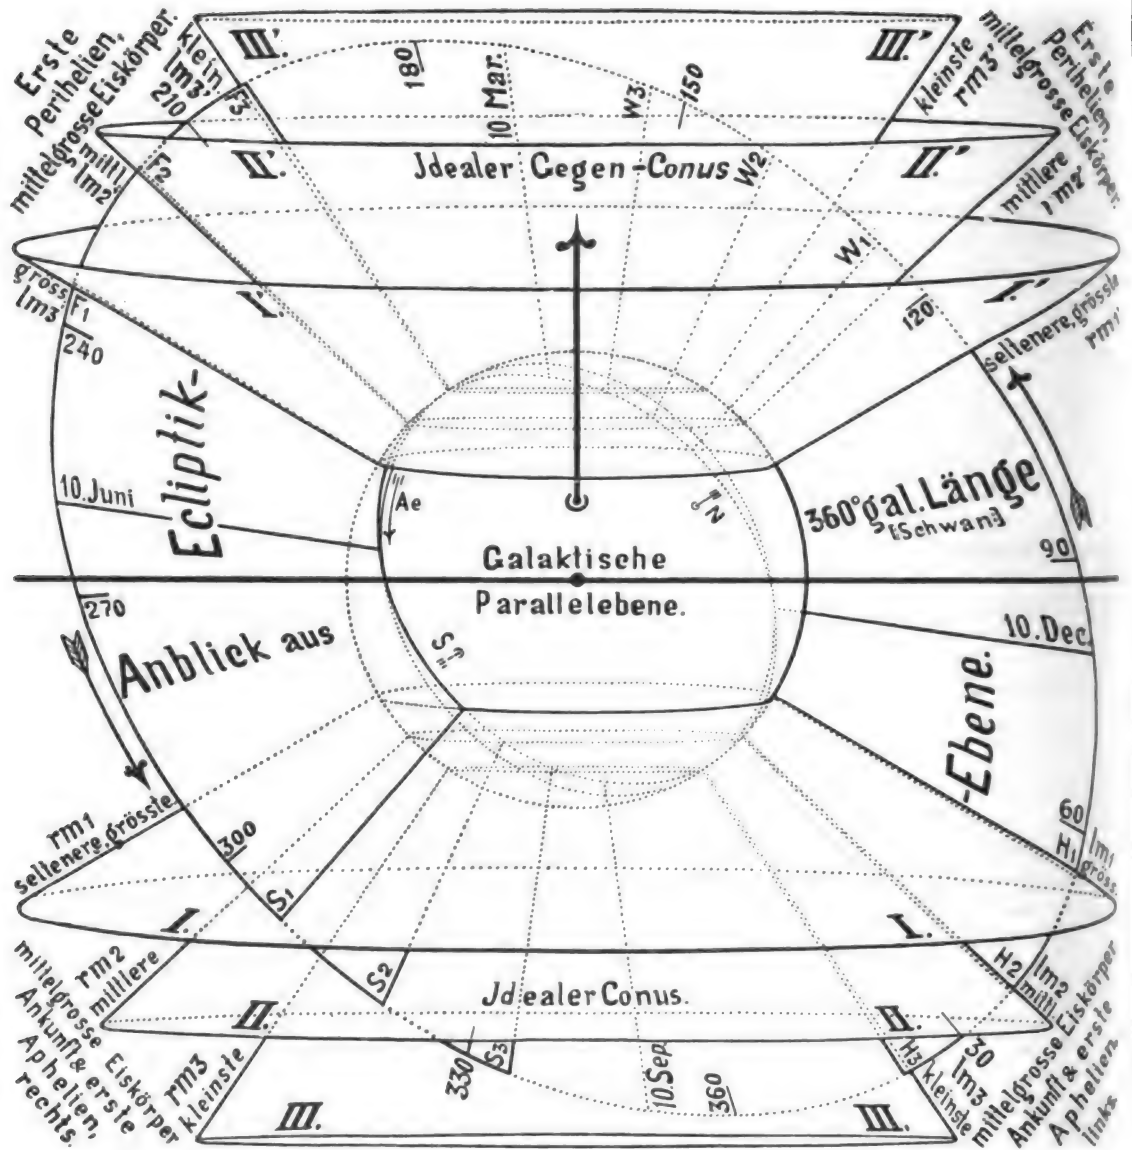 Erste
Perihelien,
mittelgrosse Eiskörper.
klein. F3
lm3'
210
III'.
180
10 Mar.
W3
150
III'
kleinste
rm3'
Erste
Perthelien.
mittelgrosse Eiskörper.
mittl F2
lm2'
II'.
Jdealer Gegen-Conus
W2
II'
mittlere
rm2'
gröss. F1
lm3
240
I'.
W1
120
I'.
seltenere, grösste
rm1'
Ecliptik-
10. Juni
Ae
"N
360° gal. Länge
[Schwan]
90
Galaktische
Parallelebene.
270
10. Dec.
Anblick aus
S
-Ebene.
rm1
seltenere, grösste
300
S1
60
H1
lm1
gröss.
I.
I.
rm2
mittlere
S2
Jdealer Conus.
H2
lm2
mittl.
mittelgrosse Eiskörper
Ankunft & erste
Aphelien,
rechts.
II.
II.
rm3
kleinste
III.
330
S3
10. Sep.
360
H3
30
lm3
kleinste
III.
mittelgrosse Eiskörper
Ankunft & erste
Aphelien
links